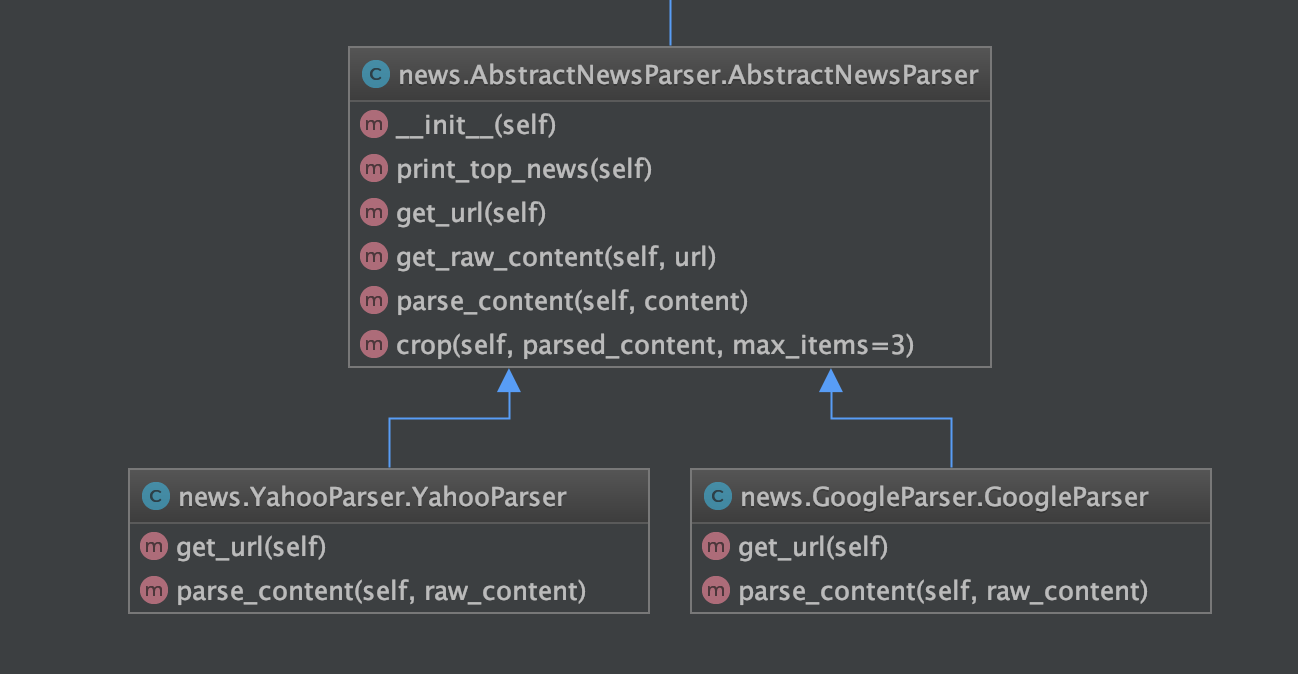 C news.AbstractNewsParser.AbstractNewsParser
m __init__(self)
m print_top_news(self)
m get_url(self)
m get_raw_content(self, url)
m parse_content(self, content)
m crop(self, parsed_content, max_items=3)
C news.YahooParser.YahooParser
m get_url(self)
m parse_content(self, raw_content)
C news.GoogleParser.GoogleParser
m get_url(self)
m parse_content(self, raw_content)